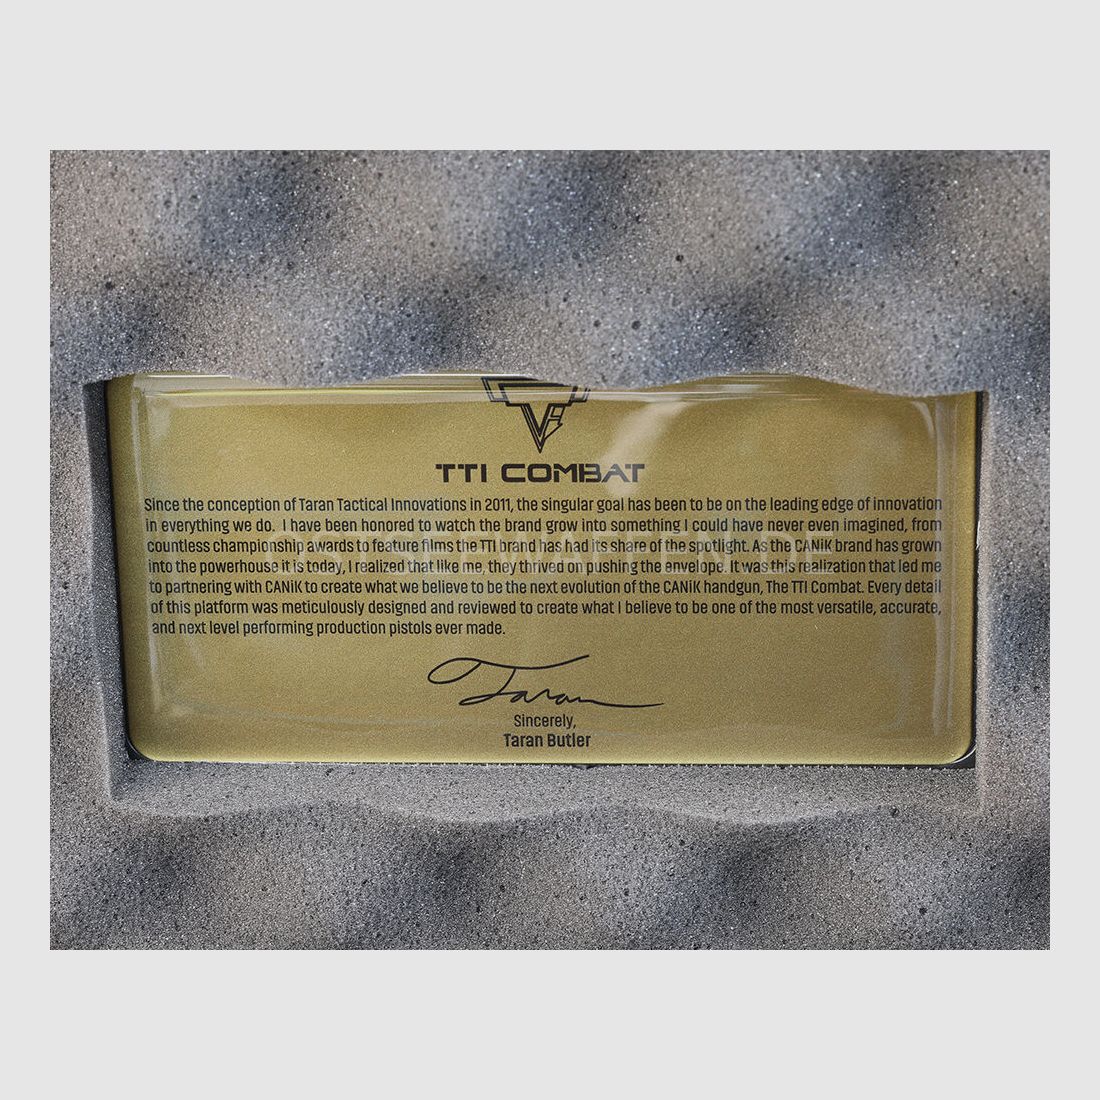 TTI COMBAT
Since the conception of Taran Tactical Innovations in 2011, the singular goal has been to be on the leading edge of innovation
in everything we do. I have been honored to watch the brand grow into something I could have never even imagined, from
countless championship awards to feature films the TTI brand has had its share of the spotlight. As the CANiK brand has grown
into the powerhouse it is today, I realized that like me, they thrived on pushing the envelope. It was this realization that led me
to partnering with CANiK to create what we believe to be the next evolution of the CANiK handgun, The TTI Combat. Every detail
of this platform was meticulously designed and reviewed to create what I believe to be one of the most versatile, accurate,
and next level performing production pistols ever made.
Taran
Sincerely,
Taran Butler
OSTSEEWAFFEN.DE